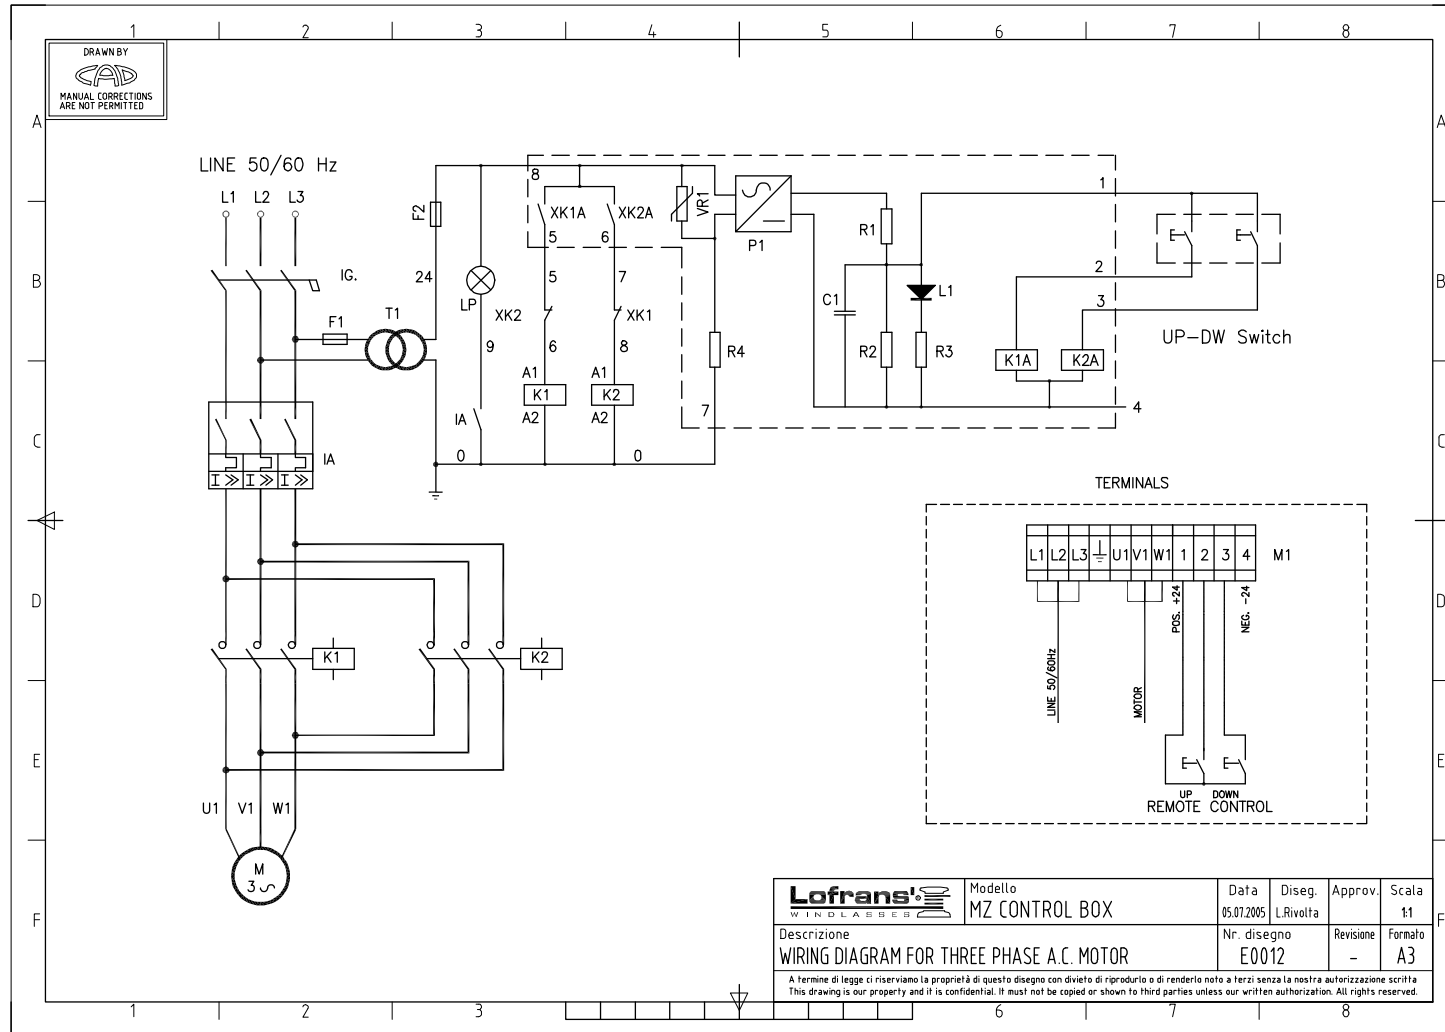 1 2 3 4 5 6 7 8
DRAWN BY
CAD
MANUAL CORRECTIONS
ARE NOT PERMITTED
A
A
LINE 50/60 Hz
L1 L2 L3
8
1
F2
XK1A
XK2A
VR1
P1
R1
5
6
B
IG.
24
LP
5
7
2
B
C1
L1
3
F1
T1
XK2
XK1
UP-DW Switch
9
6
8
R4
R2
R3
K1A
K2A
A1
A1
K1
K2
A2
A2
IA
7
4
C
C
IA
0
0
I >> I >> I >>
TERMINALS
L1 L2 L3 U1 V1 W1 1 2 3 4
M1
D
D
POS. +24
NEG. -24
K1
K2
LINE 50/60Hz
MOTOR
E
E
UP DOWN
REMOTE CONTROL
U1 V1 W1
M
3
Lofrans'
WINDLASSES
Modello
MZ CONTROL BOX
Data
05.07.2005
Diseg.
L.Rivolta
Approv.
Scala
1:1
F
F
Descrizione
WIRING DIAGRAM FOR THREE PHASE A.C. MOTOR
Nr. disegno
E0012
Revisione
-
Formato
A3
A termine di legge ci riserviamo la proprietà di questo disegno con divieto di riprodurlo o di renderlo noto a terzi senza la nostra autorizzazione scritta
This drawing is our property and it is confidential. It must not be copied or shown to third parties unless our written authorization. All rights reserved.
1 2 3 6 7 8